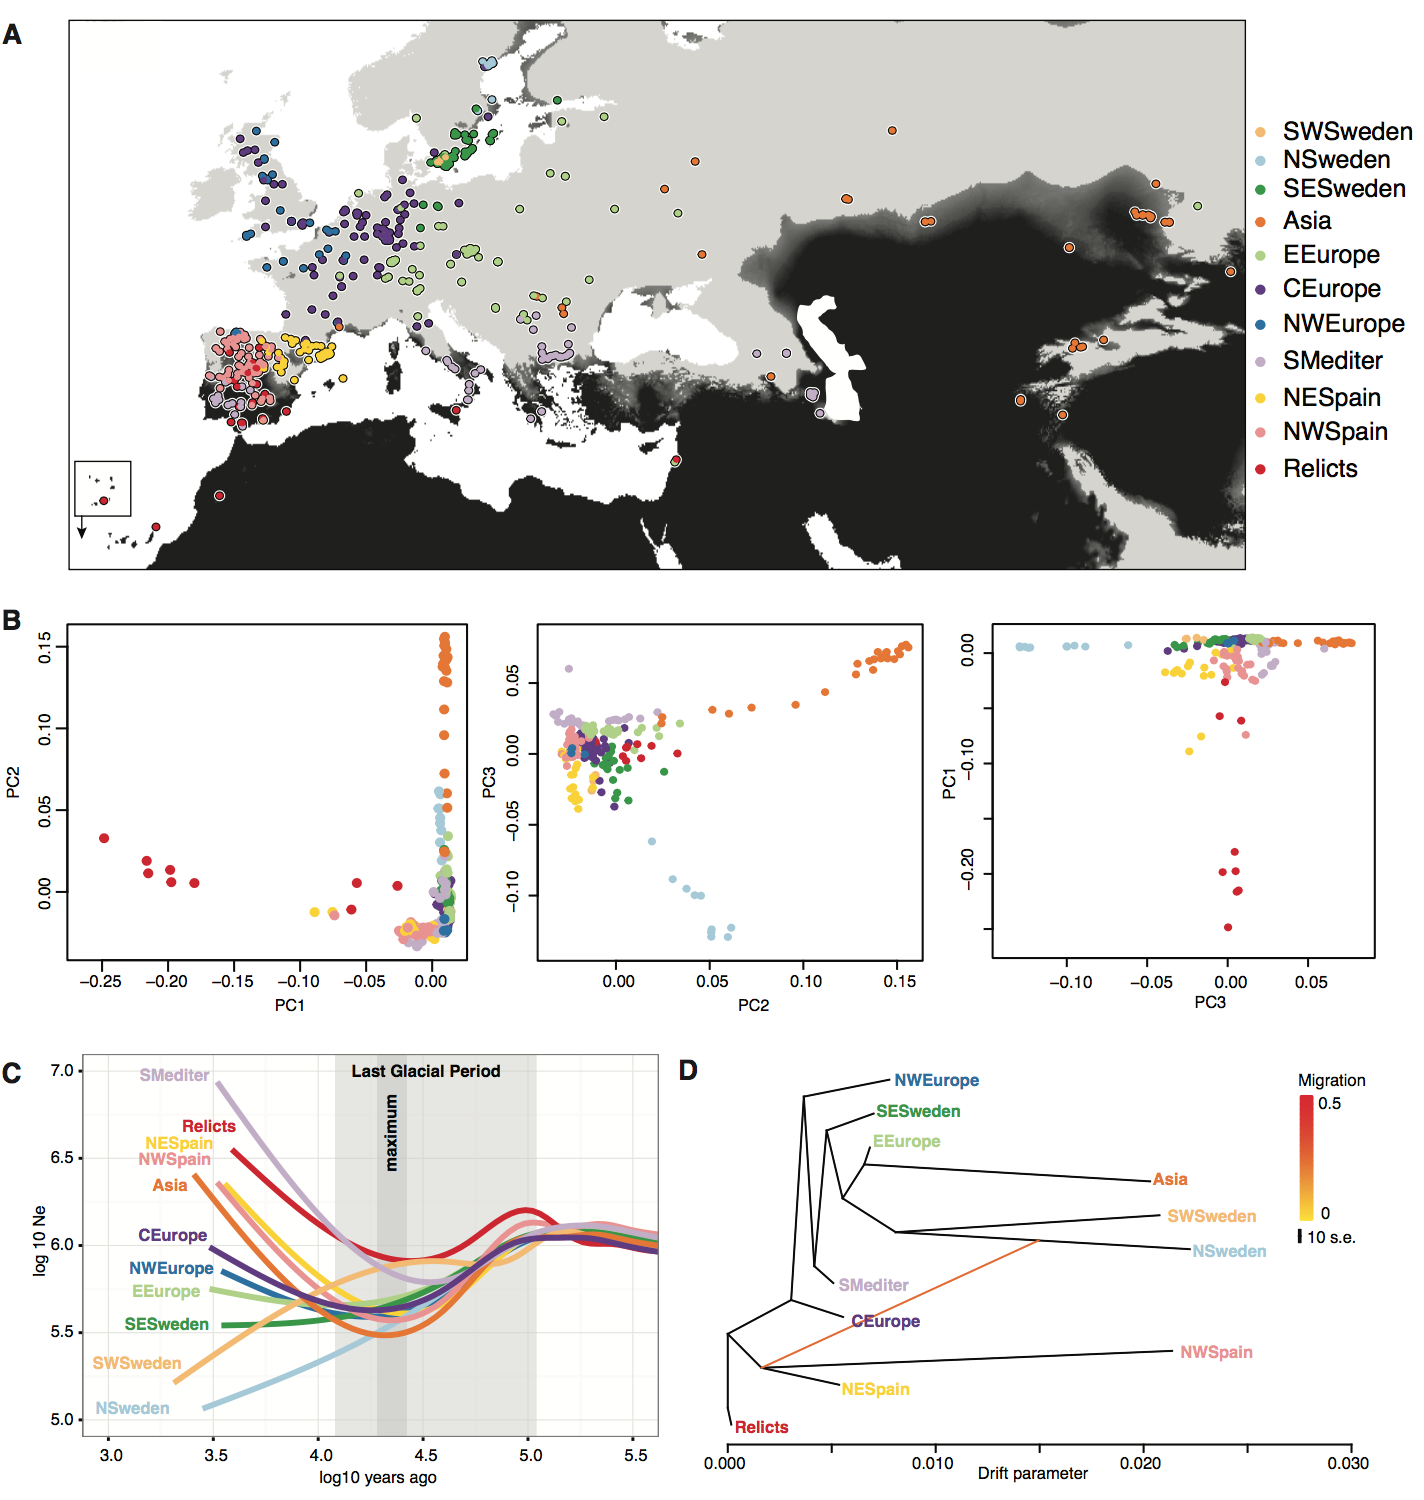 A
SWSweden
NSweden
SESweden
Asia
EEurope
CEurope
NWEurope
SMediter
NESpain
NWSpain
Relicts
B
PC2
0.15
0.10
0.05
0.00
−0.25
−0.20
−0.15
−0.10
−0.05
0.00
PC1
PC3
0.05
0.00
−0.05
−0.10
0.00
0.05
0.10
0.15
PC2
PC1
0.00
−0.10
−0.20
−0.10
−0.05
0.00
0.05
PC3
C
Last Glacial Period
maximum
log 10 Ne
7.0
6.5
6.0
5.5
5.0
SMediter
Relicts
NESpain
NWSpain
Asia
CEurope
NWEurope
EEurope
SESweden
SWSweden
NSweden
3.0
3.5
4.0
4.5
5.0
5.5
log10 years ago
D
NWEurope
SESweden
EEurope
Asia
SWSweden
NSweden
SMediter
CEurope
NWSpain
NESpain
Relicts
Migration
0.5
0
10 s.e.
0.000
0.010
0.020
0.030
Drift parameter